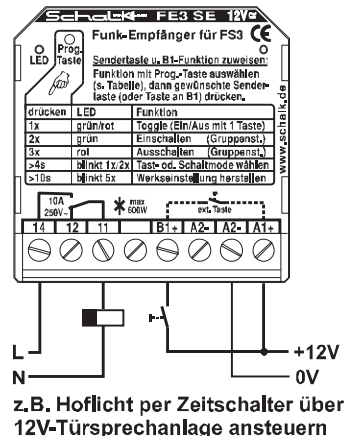 Schalk FE3 SE 12V≅
Funk-Empfänger für FS3 CE
LED
Prog. Taste
Sendertaste u. B1-Funktion zuweisen:
Funktion mit Prog.-Taste auswählen
(s. Tabelle), dann gewünschte Sender-
taste (oder Taste an B1) drücken.
drücken LED Funktion
1x grün/rot Toggle (Ein/Aus mit 1 Taste)
2x grün Einschalten (Gruppenst.)
3x rot Ausschalten (Gruppenst.)
>4s blinkt 1x/2x Tast- od. Schaltmode wählen
>10s blinkt 5x Werkseinstellung herstellen
www.schalk.de
10A
250V~
max
600W
ext. Taste
14 12 11 B1+ A2- A2- A1+
L
N
+12V
0V
z.B. Hoflicht per Zeitschalter über
12V-Türsprechanlage ansteuern